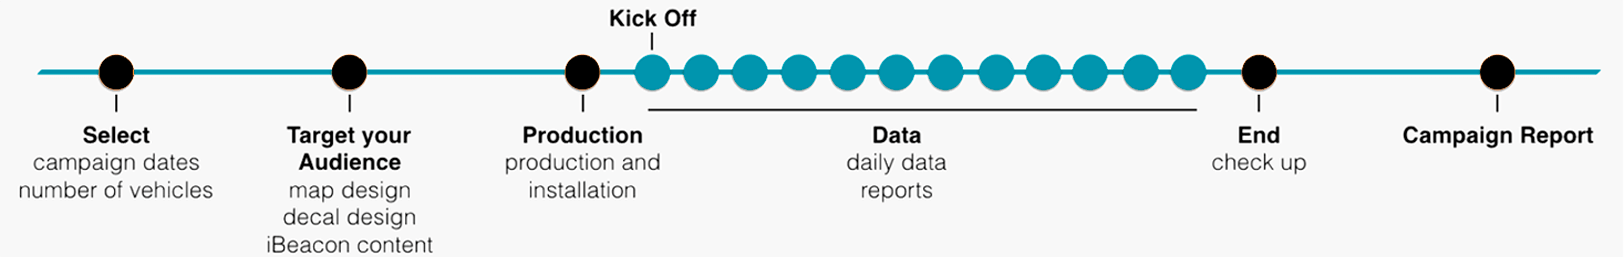 Kick Off
Select
campaign dates
number of vehicles
Target your
Audience
map design
decal design
iBeacon content
Production
production and
installation
Data
daily data
reports
End
check up
Campaign Report